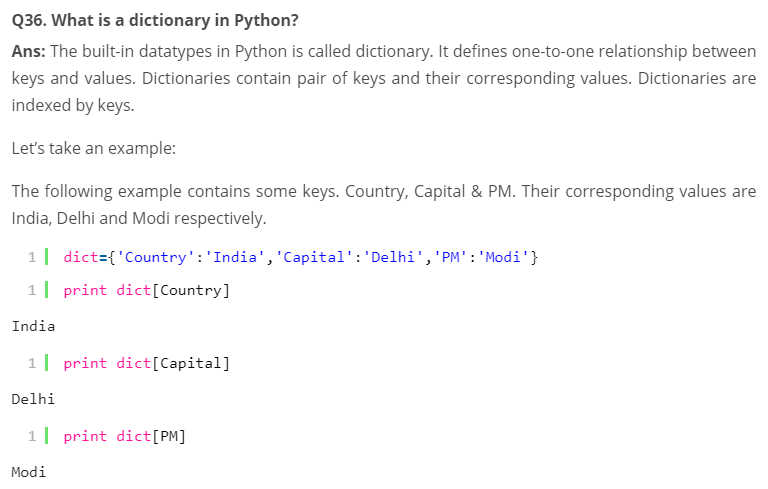 Q36. What is a dictionary in Python?
Ans: The built-in datatypes in Python is called dictionary. It defines one-to-one relationship between
keys and values. Dictionaries contain pair of keys and their corresponding values. Dictionaries are
indexed by keys.
Let’s take an example:
The following example contains some keys. Country, Capital & PM. Their corresponding values are
India, Delhi and Modi respectively.
1 dict={'Country':'India','Capital':'Delhi','PM':'Modi'}
1 print dict[Country]
India
1 print dict[Capital]
Delhi
1 print dict[PM]
Modi